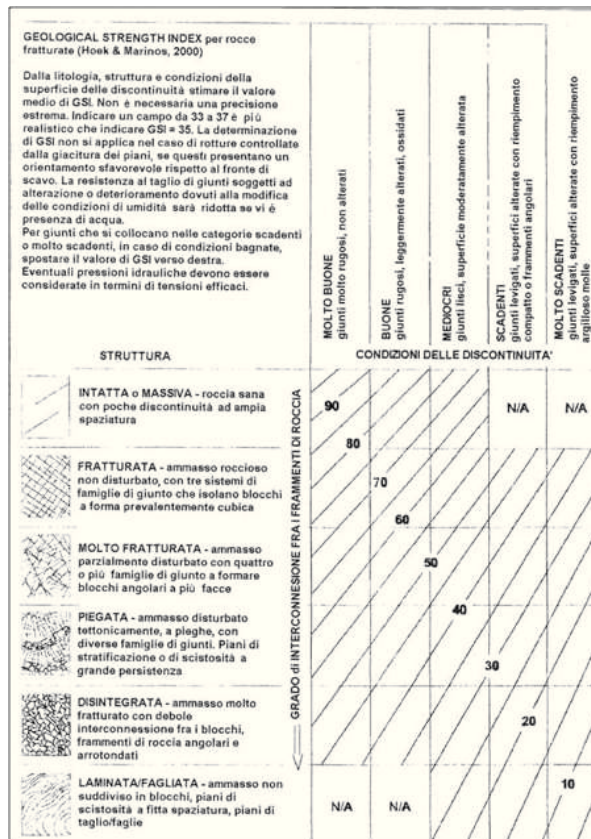 GEOLOGICAL STRENGTH INDEX per rocce
fratturate (Hoek & Marinos, 2000)
Dalla litologia, struttura e condizioni della
superficie delle discontinuità stimare il valore
medio di GSI. Non è necessaria una precisione
estrema. Indicare un campo da 33 a 37 è più
realistico che indicare GSI = 35. La determinazione
di GSI non si applica nel caso di rotture controllate
dalla giacitura dei piani, se questi presentano un
orientamento sfavorevole rispetto al fronte di
scavo. La resistenza al taglio di giunti soggetti ad
alterazione o deterioramento dovuti alla modifica
delle condizioni di umidità sarà ridotta se vi è
presenza di acqua.
Per giunti che si collocano nelle categorie scadenti
o molto scadenti, in caso di condizioni bagnate,
spostare il valore di GSI verso destra.
Eventuali pressioni idrauliche devono essere
considerate in termini di tensioni efficaci.
MOLTO BUONE
giunti molto rugosi, non alterati
BUONE
giunti rugosi, leggermente alterati, ossidati
MEDIOCRI
giunti lisci, superficie moderatamente alterata
SCADENTI
giunti levigati, superfici alterate con riempimento
compatto o frammenti angolari
MOLTO SCADENTI
giunti levigati, superfici alterate con riempimento
argilloso molle
STRUTTURA
CONDIZIONI DELLE DISCONTINUITA'
GRADO di INTERCONNESIONE FRA I FRAMMENTI DI ROCCIA
INTATTA o MASSIVA - roccia sana
con poche discontinuità ad ampia
spaziatura
90
80
N/A
N/A
FRATTURATA - ammasso roccioso
non disturbato, con tre sistemi di
famiglie di giunto che isolano blocchi
a forma prevalentemente cubica
70
60
MOLTO FRATTURATA - ammasso
parzialmente disturbato con quattro
o più famiglie di giunto a formare
blocchi angolari a più facce
50
40
PIEGATA - ammasso disturbato
tettonicamente, a pieghe, con
diverse famiglie di giunti. Piani di
stratificazione o di scistosità a
grande persistenza
30
DISINTEGRATA - ammasso molto
fratturato con debole
interconnessione fra i blocchi,
frammenti di roccia angolari e
arrotondati
20
LAMINATA/FAGLIATA - ammasso non
suddiviso in blocchi, piani di
scistosità a fitta spaziatura, piani di
taglio/faglie
N/A
N/A
10